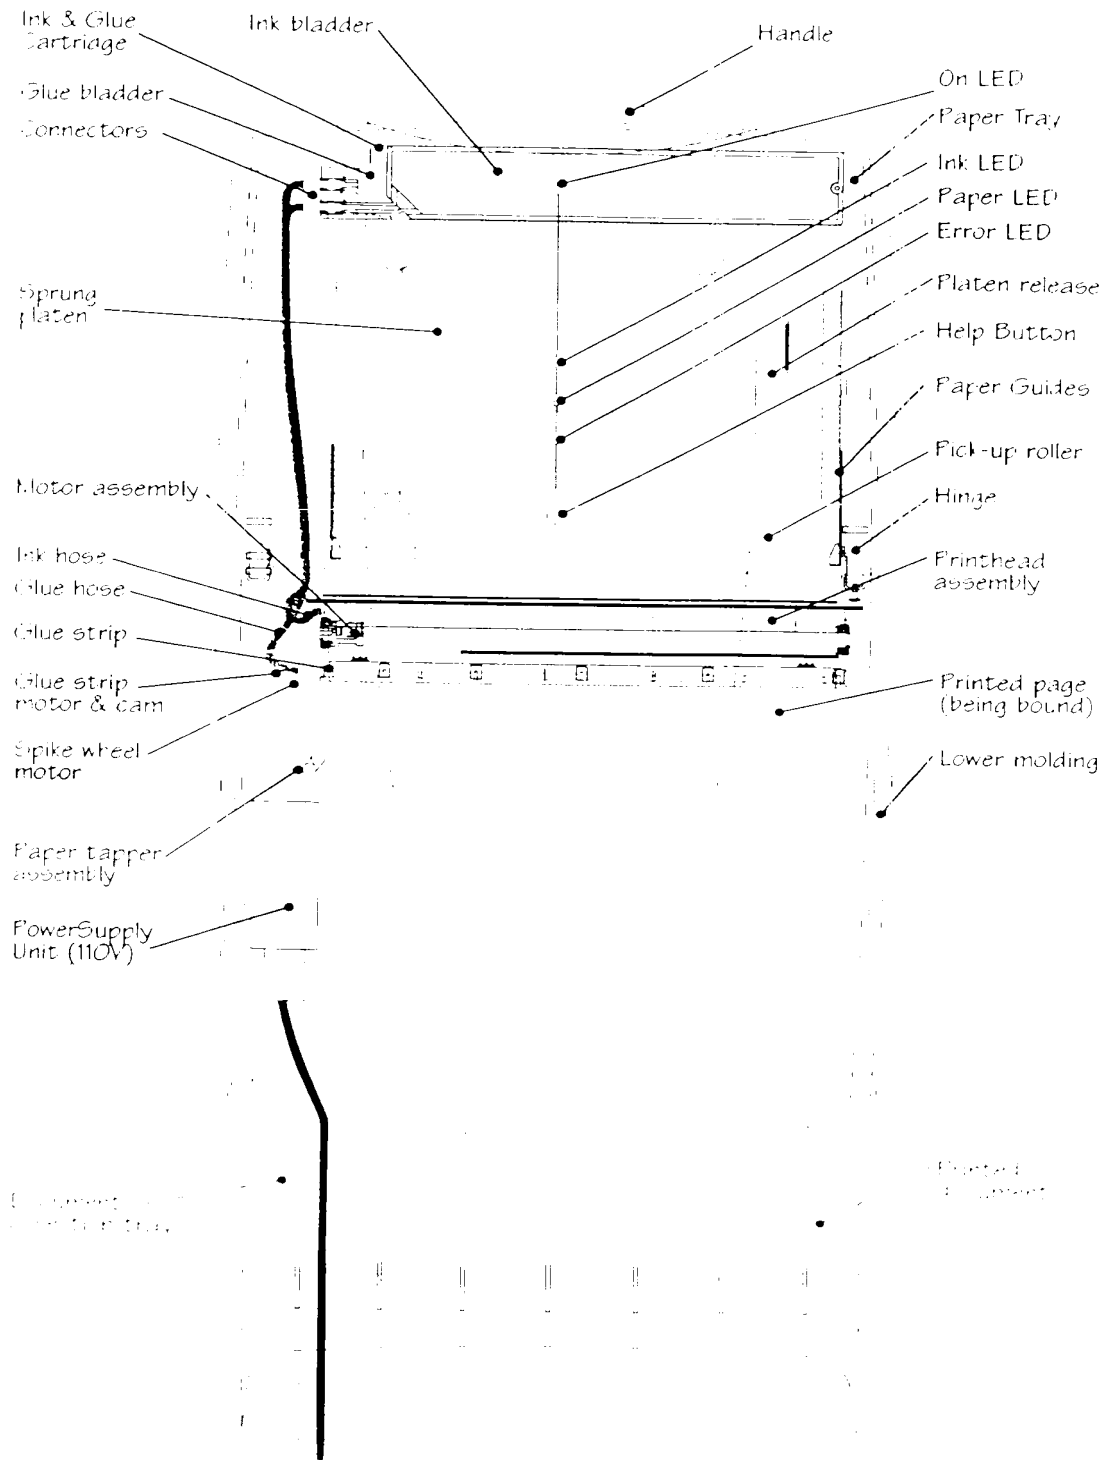 Ink & Glue
Cartridge
Ink bladder
Handle
On LED
Glue bladder
Paper Tray
Connectors
Ink LED
Paper LED
Error LED
Sprung
platen
Platen release
Help Button
Paper Guides
Pick-up roller
Motor assembly
Hinge
Ink hose
Printhead
assembly
Glue hose
Glue strip
Glue strip
motor & cam
Printed page
(being bound)
Spike wheel
motor
Lower molding
Paper tapper
assembly
PowerSupply
Unit (110V)
Printed
Document
tray